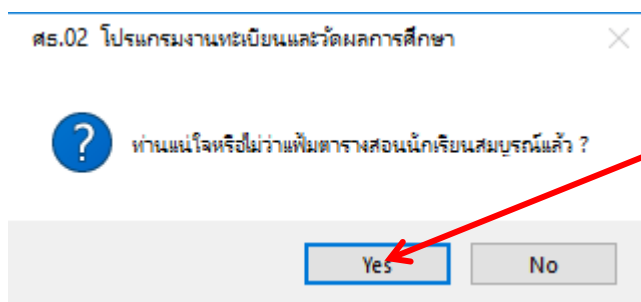 ศธ.02 โปรแกรมงานทะเบียนและวัดผลการศึกษา
ท่านแน่ใจหรือไม่ว่าแฟ้มตารางสอนนักเรียนสมบูรณ์แล้ว ?
Yes
No